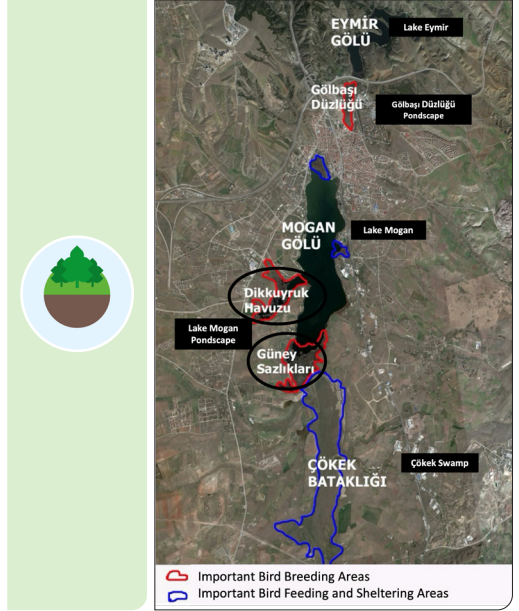 EYMİR
GÖLÜ
Lake Eymir
Gölbaşı
Düzlüğü
Gölbaşı Düzlüğü
Pondscape
MOGAN
GÖLÜ
Lake Mogan
Dikkuyruk
Havuzu
Lake Mogan
Pondscape
Güney
Sazlıkları
ÇÖKEK
BATAKLIĞI
Çökek Swamp
Important Bird Breeding Areas
Important Bird Feeding and Sheltering Areas